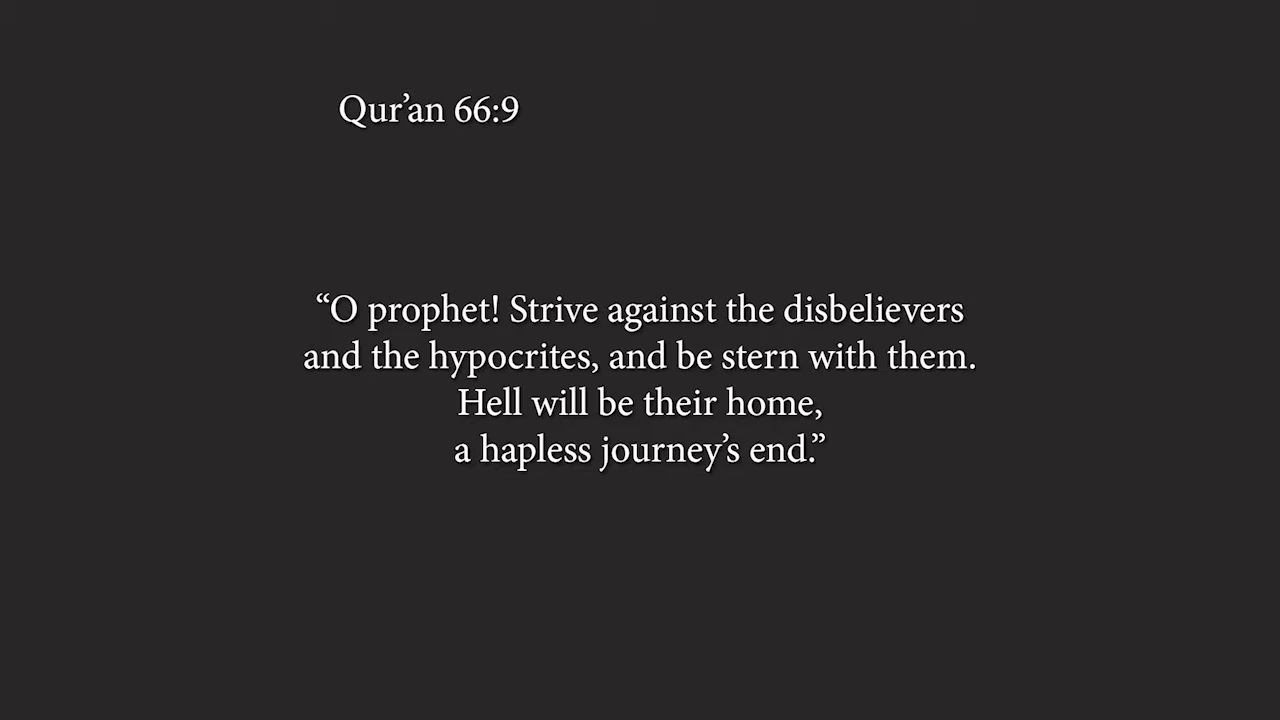 Qur’an 66:9
“O prophet! Strive against the disbelievers
and the hypocrites, and be stern with them.
Hell will be their home,
a hapless journey’s end.”